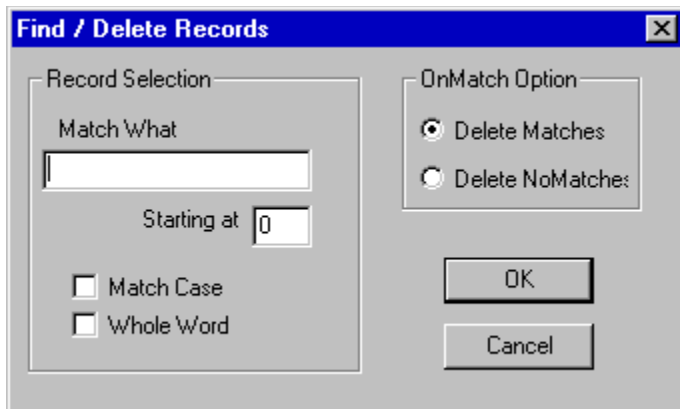 Find / Delete Records
Record Selection
Match What
Starting at 0
Match Case
Whole Word
OnMatch Option
Delete Matches
Delete NoMatches
OK
Cancel